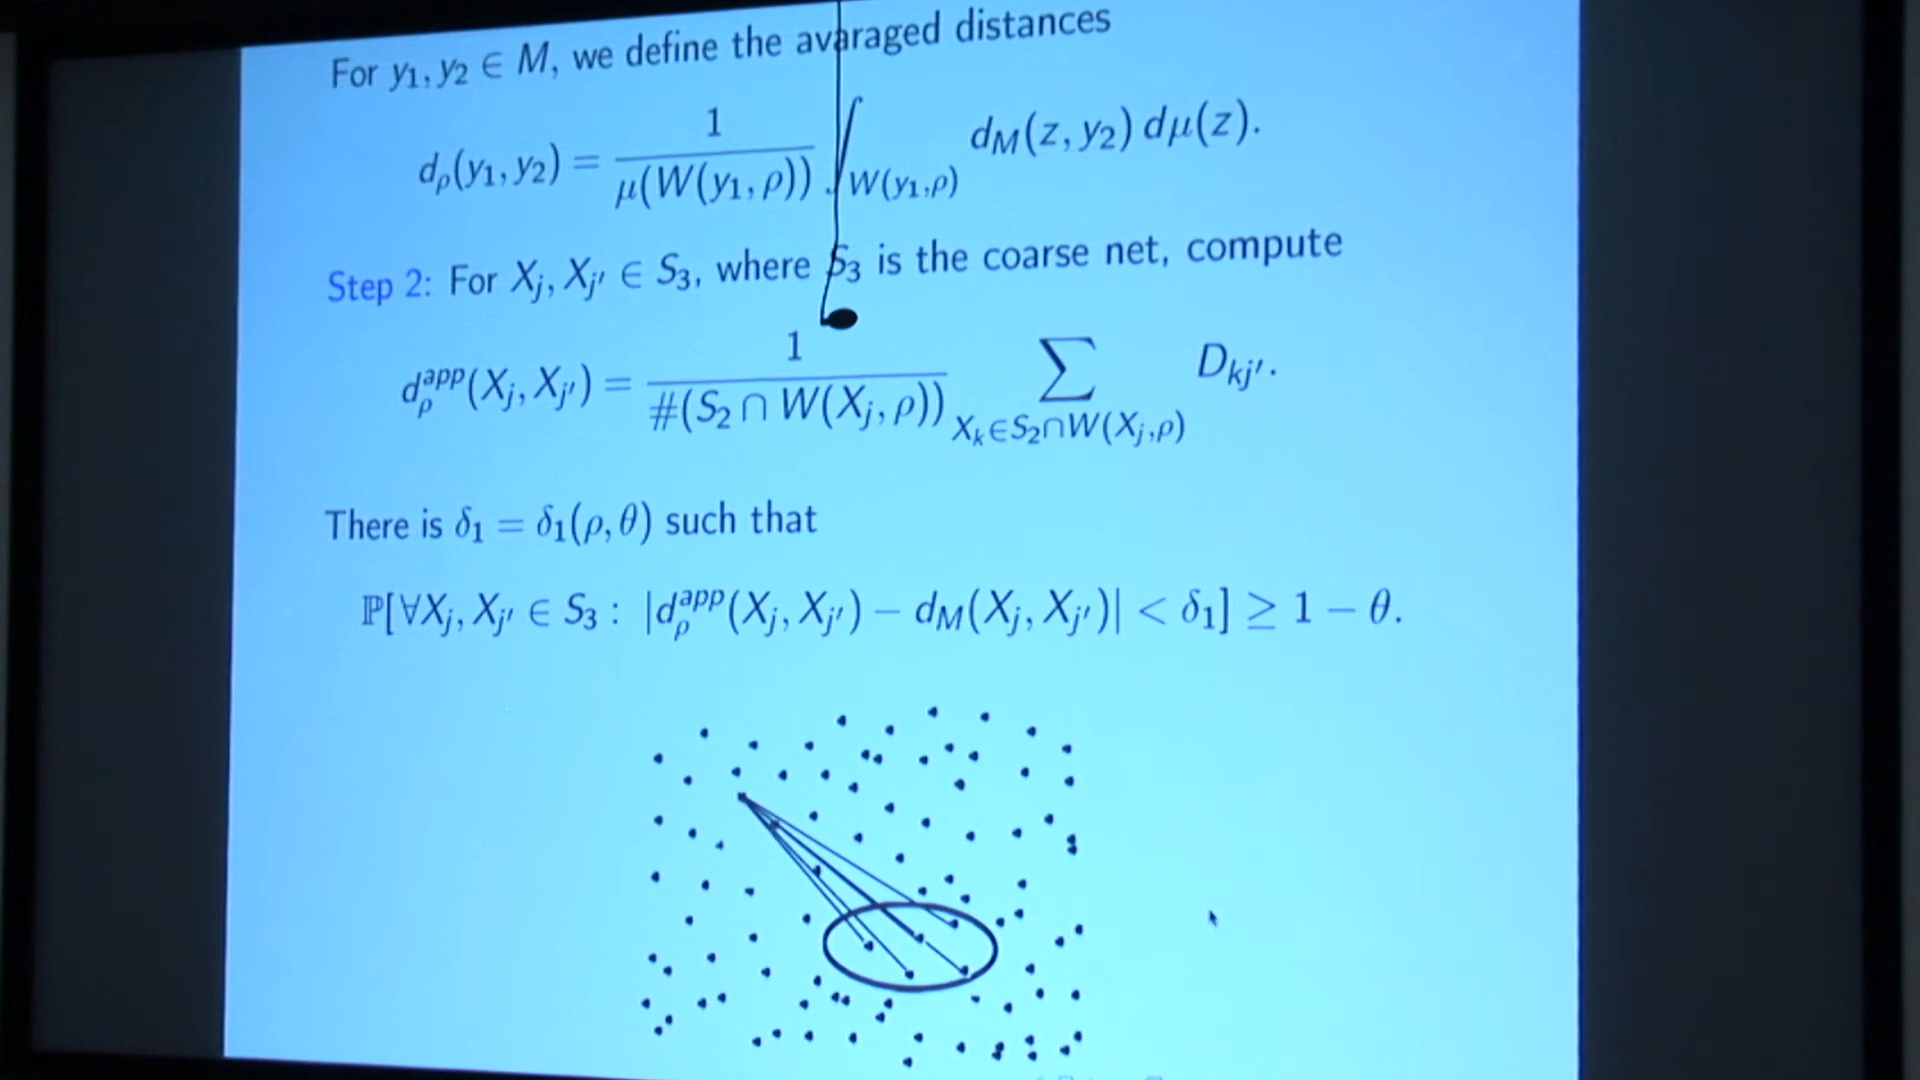 For y₁, y₂ ∈ M, we define the avaraged distances
d_ρ(y₁, y₂) = 1 / μ(W(y₁, ρ)) ∫_{W(y₁,ρ)} d_M(z, y₂) dμ(z).
Step 2: For X_j, X_{j'} ∈ S₃, where S₃ is the coarse net, compute
d_ρ^{app}(X_j, X_{j'}) = 1 / #(S₂ ∩ W(X_j, ρ)) ∑_{X_k∈S₂∩W(X_j,ρ)} D_{kj'}.
There is δ₁ = δ₁(ρ, θ) such that
ℙ[∀X_j, X_{j'} ∈ S₃ : |d_ρ^{app}(X_j, X_{j'}) − d_M(X_j, X_{j'})| < δ₁] ≥ 1 − θ.